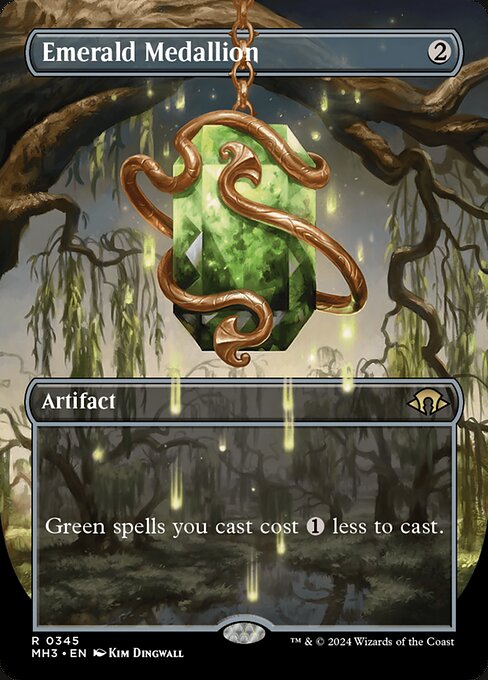 Emerald Medallion 2
Artifact
Green spells you cast cost 1 less to cast.
R 0345
MH3 • EN KIM DINGWALL
™ & © 2024 Wizards of the Coast